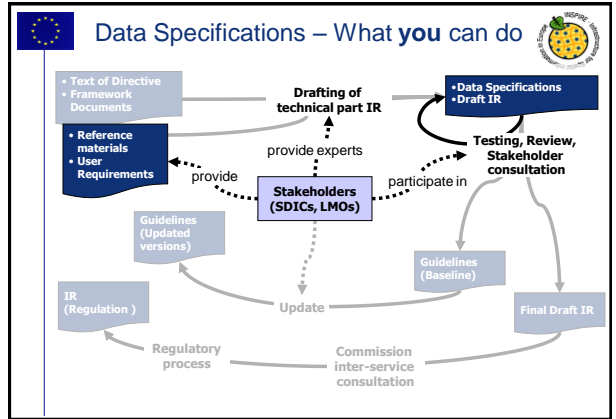 Data Specifications – What you can do
INSPIRE
• Text of Directive
• Framework
Documents
Drafting of
technical part IR
•Data Specifications
•Draft IR
• Reference
materials
• User
Requirements
Testing, Review,
Stakeholder
consultation
provide experts
provide
participate in
Stakeholders
(SDICs, LMOs)
Guidelines
(Updated
versions)
Guidelines
(Baseline)
IR
(Regulation )
Update
Final Draft IR
Regulatory
process
Commission
inter-service
consultation